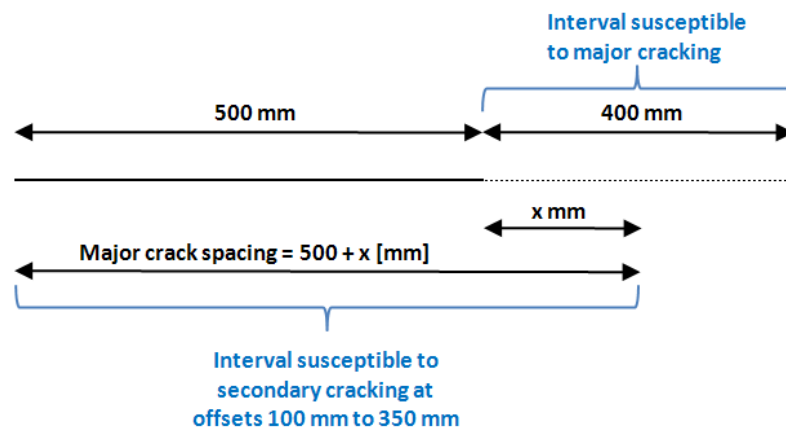 Interval susceptible
to major cracking
500 mm
400 mm
x mm
Major crack spacing = 500 + x [mm]
Interval susceptible to
secondary cracking at
offsets 100 mm to 350 mm